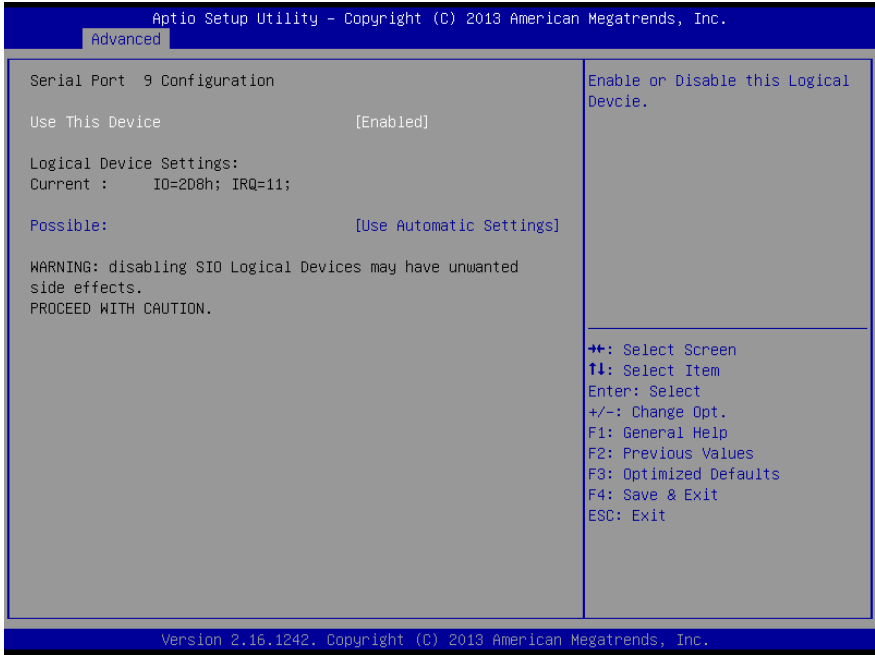 Aptio Setup Utility – Copyright (C) 2013 American Megatrends, Inc.
Advanced
Serial Port  9 Configuration
Use This Device [Enabled]
Logical Device Settings:
Current : IO=2D8h; IRQ=11;
Possible: [Use Automatic Settings]
WARNING: disabling SIO Logical Devices may have unwanted
side effects.
PROCEED WITH CAUTION.
Enable or Disable this Logical
Devcie.
→←: Select Screen
↑↓: Select Item
Enter: Select
+/-: Change Opt.
F1: General Help
F2: Previous Values
F3: Optimized Defaults
F4: Save & Exit
ESC: Exit
Version 2.16.1242. Copyright (C) 2013 American Megatrends, Inc.